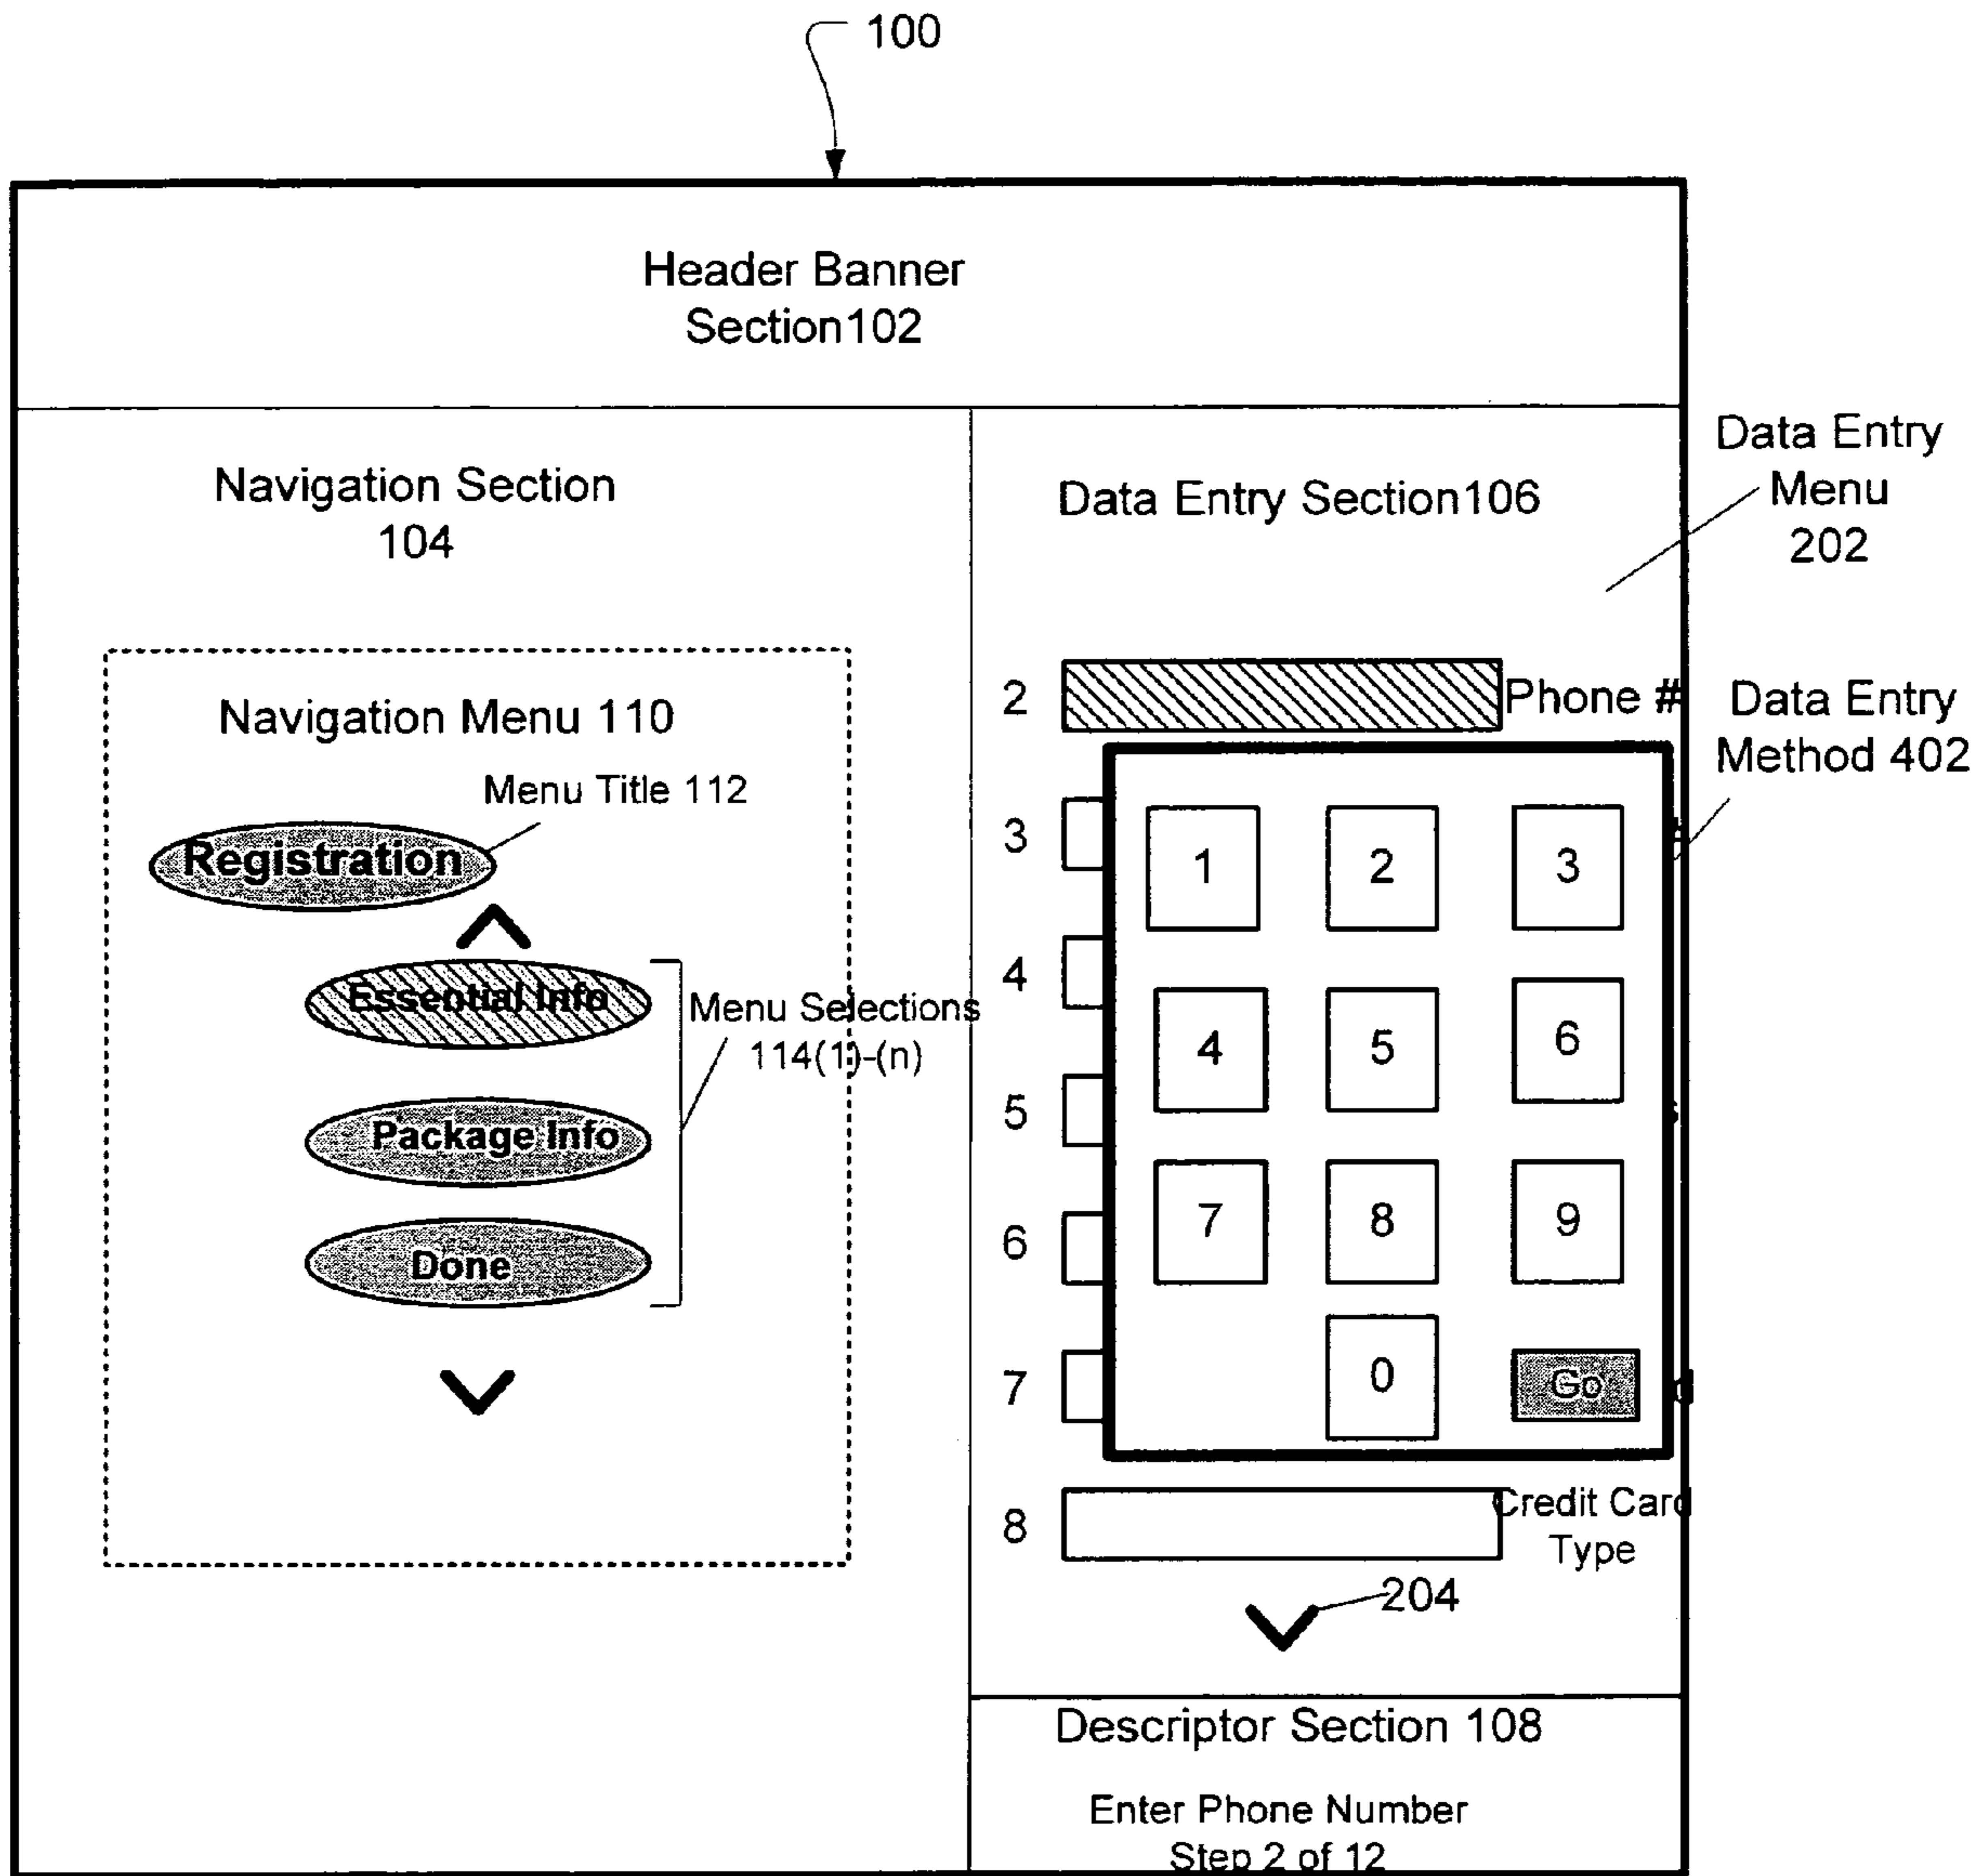 100
Header Banner
Section102
Navigation Section
104
Navigation Menu 110
Menu Title 112
Registration
Essential Info
Package Info
Done
Menu Selections
114(1)-(n)
Data Entry Section106
Data Entry
Menu
202
2 Phone #
Data Entry
Method 402
3
4
5
6
7
1 2 3
4 5 6
7 8 9
0 Go
8 Credit Card
Type
204
Descriptor Section 108
Enter Phone Number
Step 2 of 12